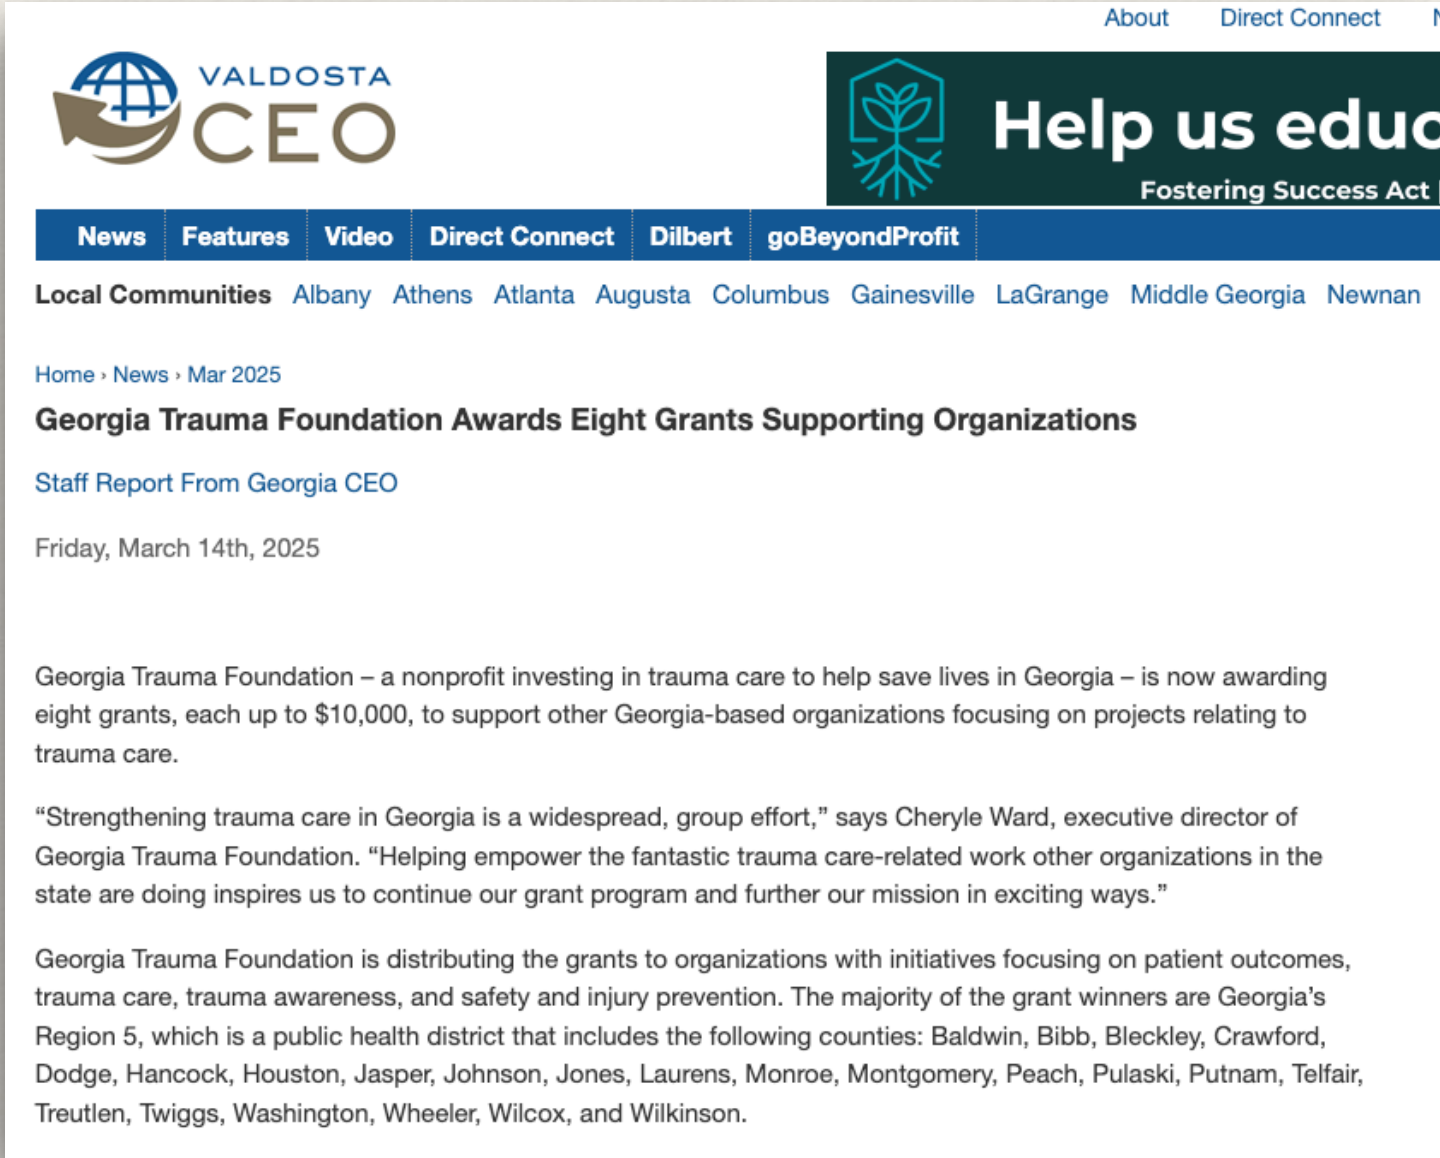 About Direct Connect
VALDOSTA
CEO
Help us educ
Fostering Success Act |
News Features Video Direct Connect Dilbert goBeyondProfit
Local Communities Albany Athens Atlanta Augusta Columbus Gainesville LaGrange Middle Georgia Newnan
Home › News › Mar 2025
Georgia Trauma Foundation Awards Eight Grants Supporting Organizations
Staff Report From Georgia CEO
Friday, March 14th, 2025
Georgia Trauma Foundation – a nonprofit investing in trauma care to help save lives in Georgia – is now awarding
eight grants, each up to $10,000, to support other Georgia-based organizations focusing on projects relating to
trauma care.
“Strengthening trauma care in Georgia is a widespread, group effort,” says Cheryle Ward, executive director of
Georgia Trauma Foundation. “Helping empower the fantastic trauma care-related work other organizations in the
state are doing inspires us to continue our grant program and further our mission in exciting ways.”
Georgia Trauma Foundation is distributing the grants to organizations with initiatives focusing on patient outcomes,
trauma care, trauma awareness, and safety and injury prevention. The majority of the grant winners are Georgia’s
Region 5, which is a public health district that includes the following counties: Baldwin, Bibb, Bleckley, Crawford,
Dodge, Hancock, Houston, Jasper, Johnson, Jones, Laurens, Monroe, Montgomery, Peach, Pulaski, Putnam, Telfair,
Treutlen, Twiggs, Washington, Wheeler, Wilcox, and Wilkinson.